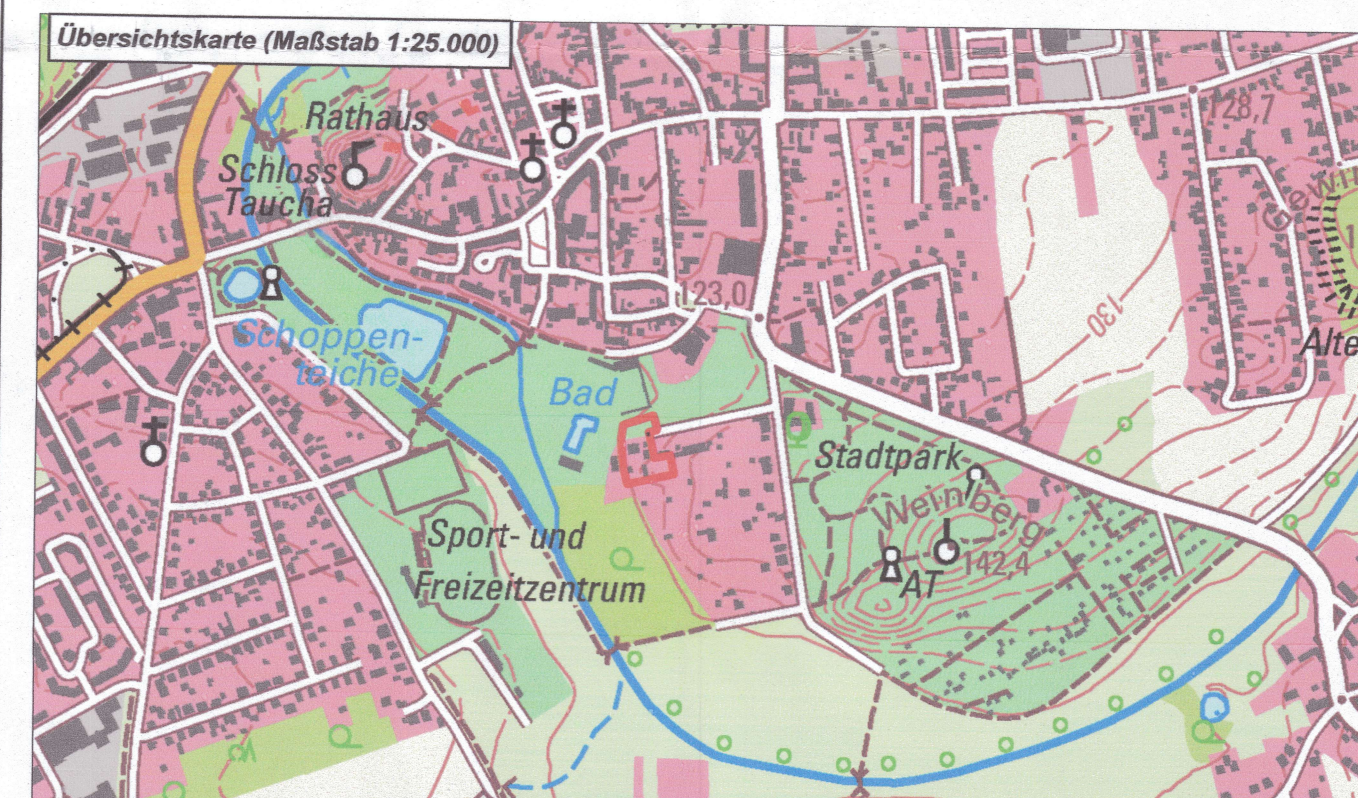 Übersichtskarte (Maßstab 1:25.000)
Rathaus
128,7
Schloss
Taucha
123,0
130
Schoppen-
teiche
Alte
Bad
Stadtpark
Weinberg
Sport- und
142,4
AT
Freizeitzentrum